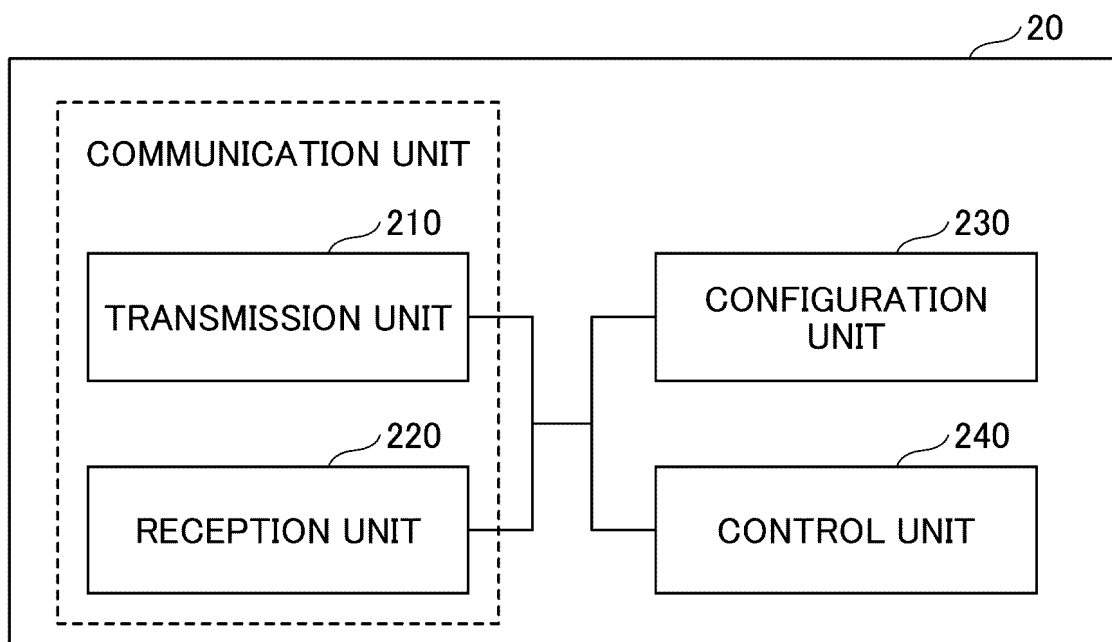 20
COMMUNICATION UNIT
210
TRANSMISSION UNIT
220
RECEPTION UNIT
230
CONFIGURATION
UNIT
240
CONTROL UNIT